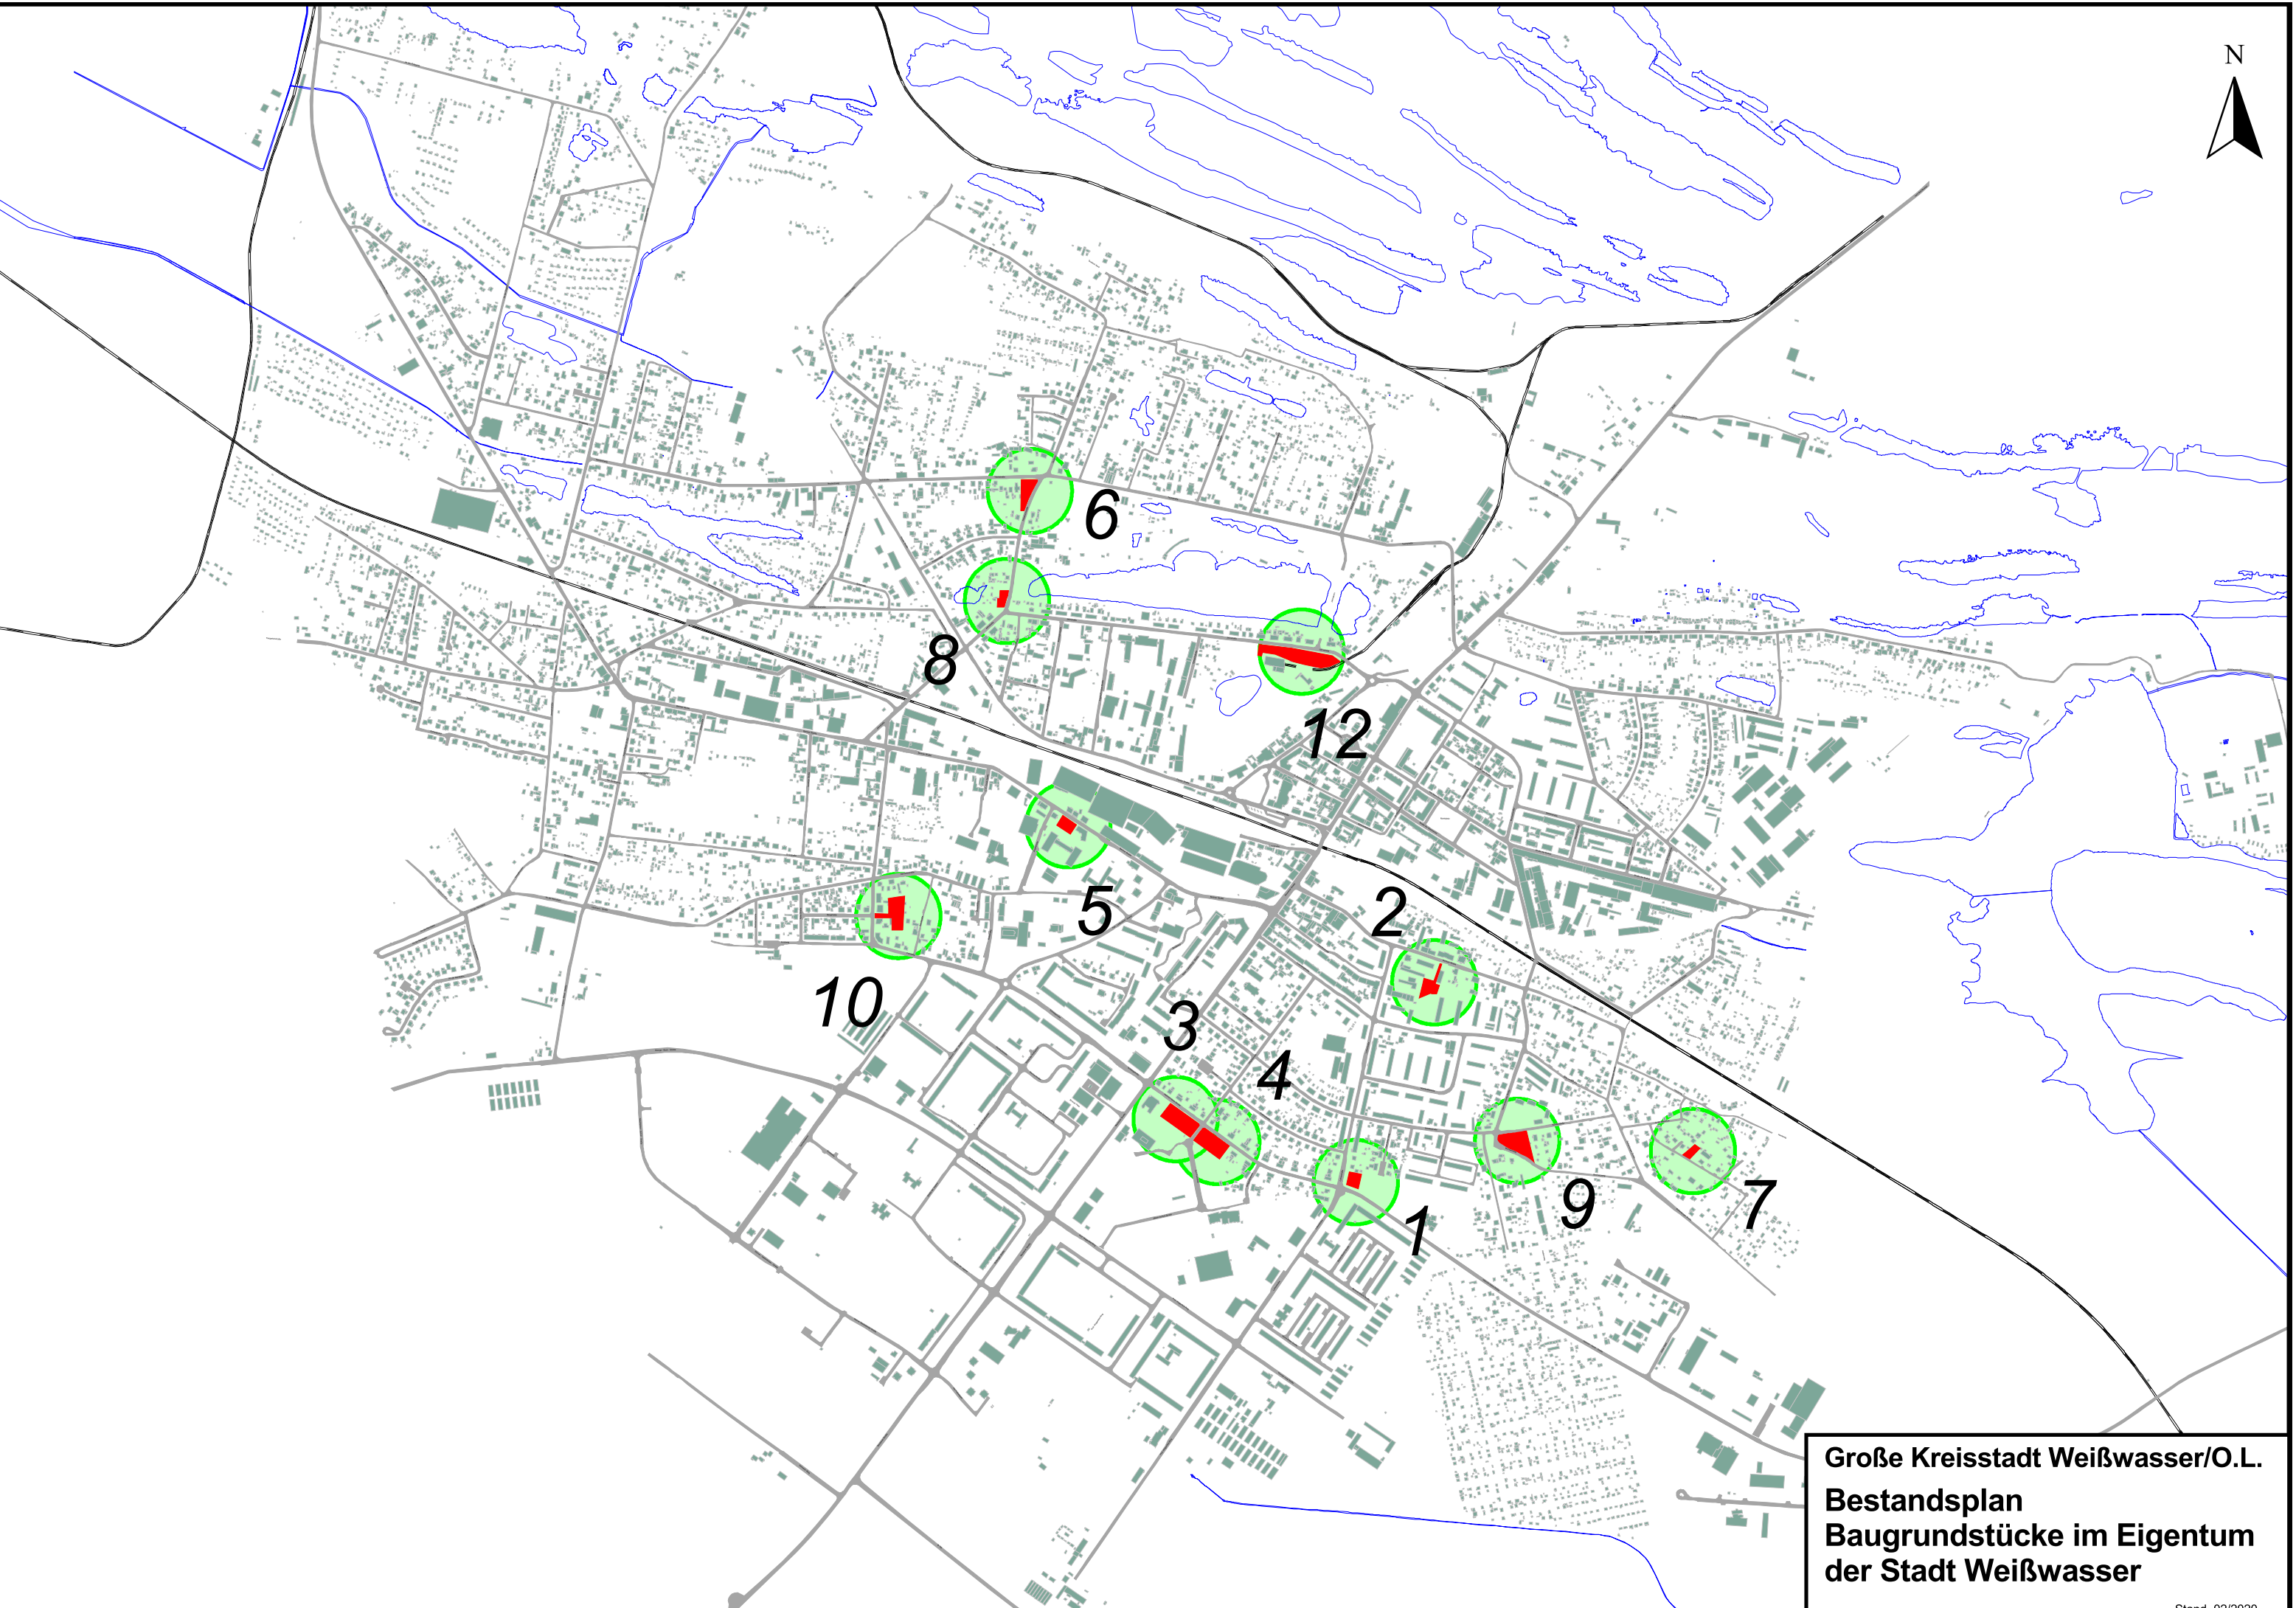 N
6
8
12
5
2
10
3
4
1
9
7
Große Kreisstadt Weißwasser/O.L.
Bestandsplan
Baugrundstücke im Eigentum
der Stadt Weißwasser